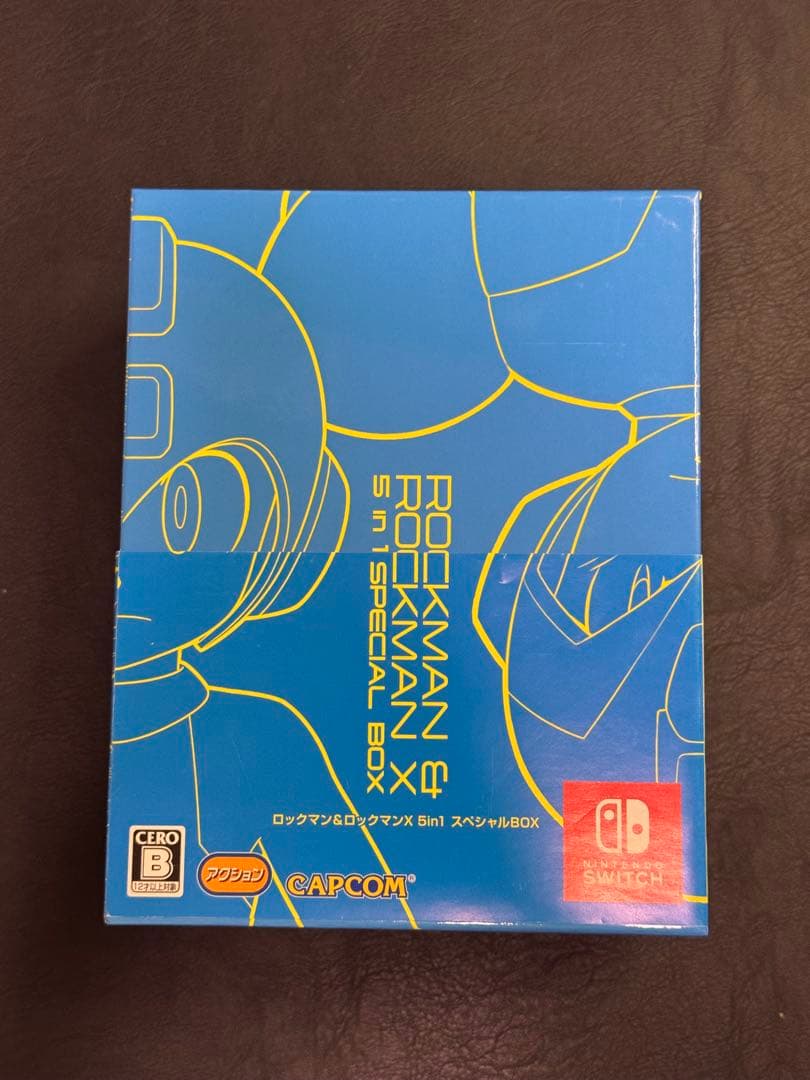 ROCKMAN &
ROCKMAN X
5 in 1 SPECIAL BOX
ロックマン&ロックマンX 5in1 スペシャルBOX
CERO
B
12才以上対象
アクション
CAPCOM®
NINTENDO
SWITCH